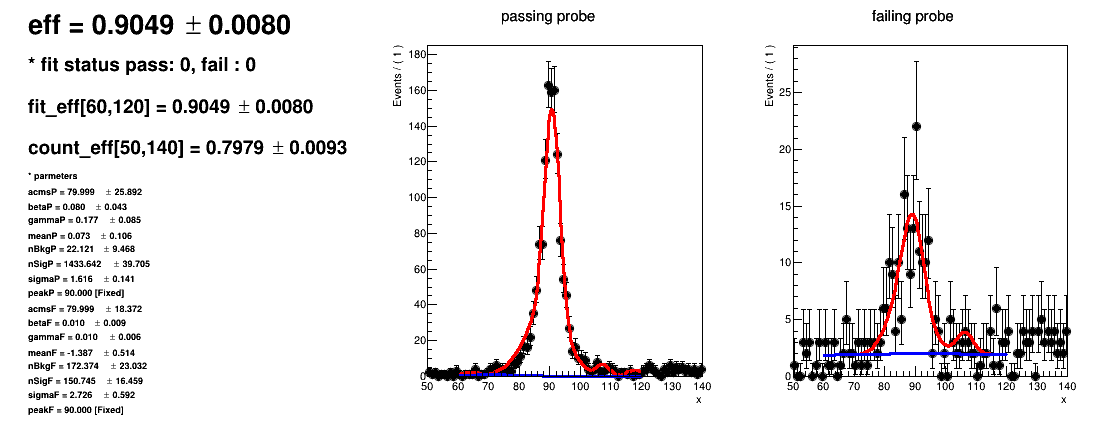 eff = 0.9049 ± 0.0080
* fit status pass: 0, fail : 0
fit_eff[60,120] = 0.9049 ± 0.0080
count_eff[50,140] = 0.7979 ± 0.0093
* parmeters
acmsP = 79.999 ± 25.892
betaP = 0.080 ± 0.043
gammaP = 0.177 ± 0.085
meanP = 0.073 ± 0.106
nBkgP = 22.121 ± 9.468
nSigP = 1433.642 ± 39.705
sigmaP = 1.616 ± 0.141
peakP = 90.000 [Fixed]
acmsF = 79.999 ± 18.372
betaF = 0.010 ± 0.009
gammaF = 0.010 ± 0.006
meanF = -1.387 ± 0.514
nBkgF = 172.374 ± 23.032
nSigF = 150.745 ± 16.459
sigmaF = 2.726 ± 0.592
peakF = 90.000 [Fixed]
passing probe
Events / ( 1 )
180
160
140
120
100
80
60
40
20
0
50 60 70 80 90 100 110 120 130 140
x
failing probe
Events / ( 1 )
25
20
15
10
5
0
50 60 70 80 90 100 110 120 130 140
x